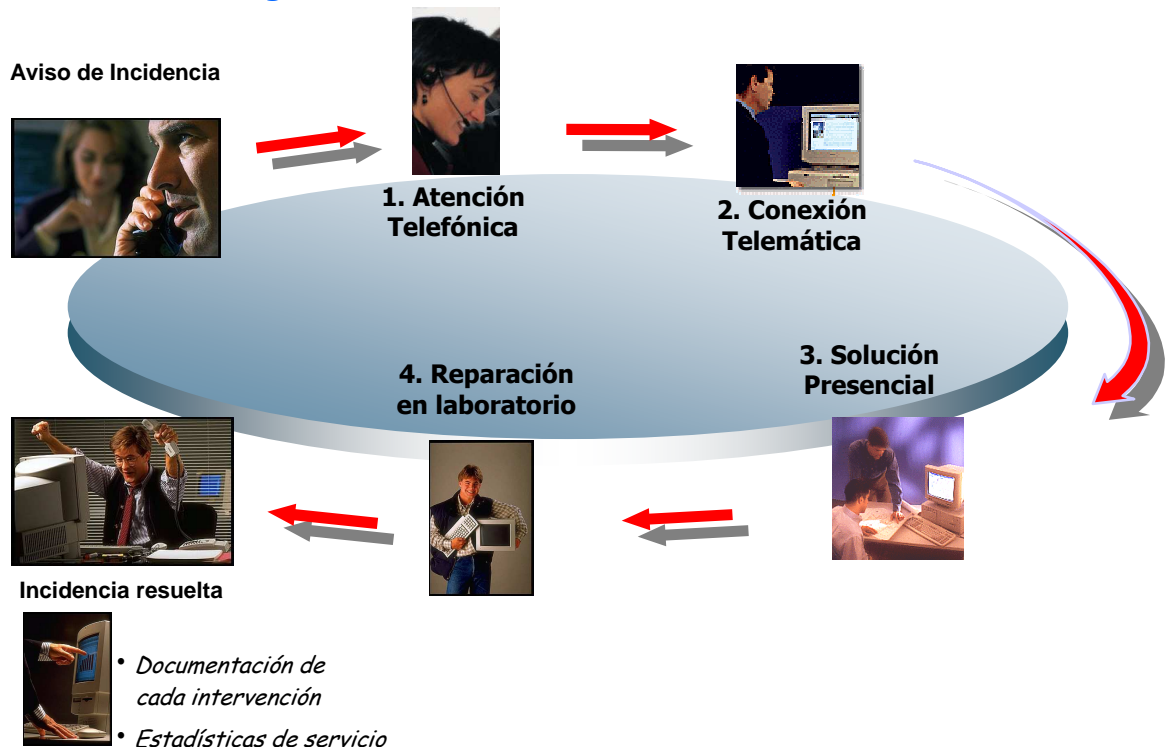 Aviso de Incidencia
1. Atención
Telefónica
2. Conexión
Telemática
3. Solución
Presencial
4. Reparación
en laboratorio
Incidencia resuelta
• Documentación de
cada intervención
• Estadísticas de servicio